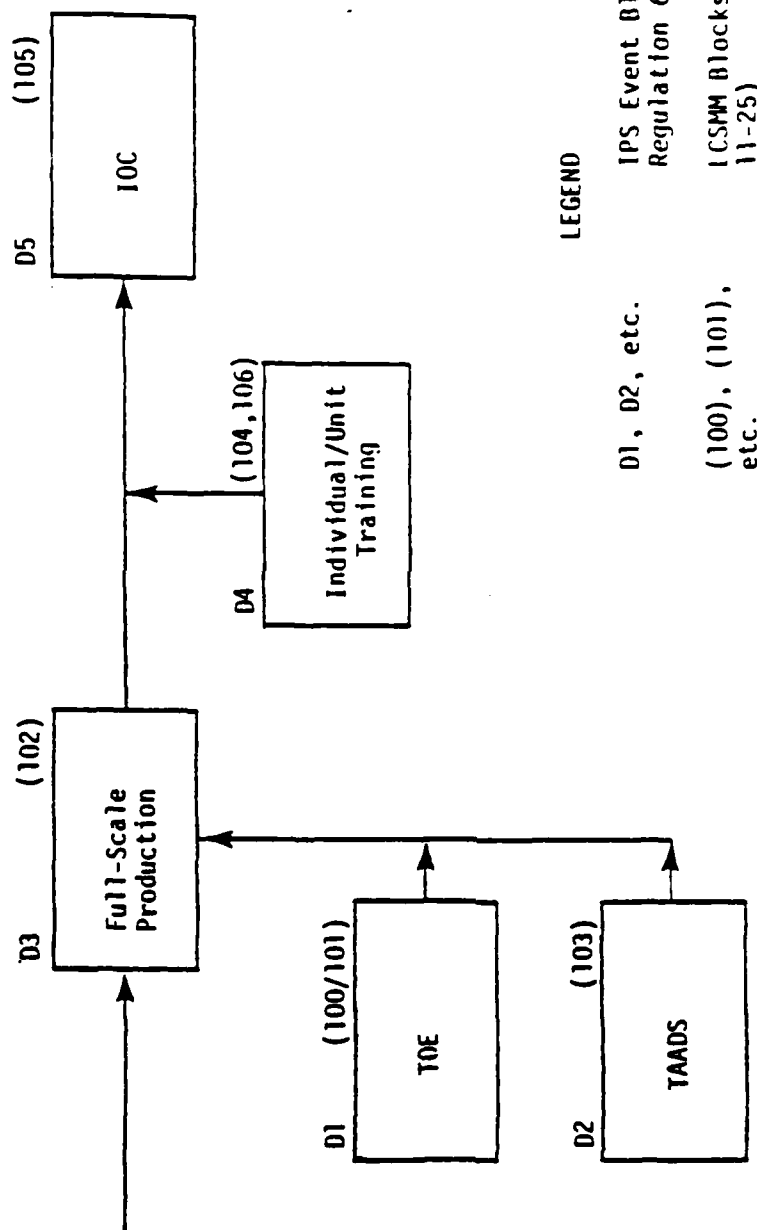 D3 (102)
Full-Scale
Production
D5 (105)
IOC
D4 (104,106)
Individual/Unit
Training
D1 (100/101)
TOE
D2 (103)
TAADS
LEGEND
D1, D2, etc. IPS Event
Regulation
(100), (101), LCSMM Blocks
etc. 11-25)